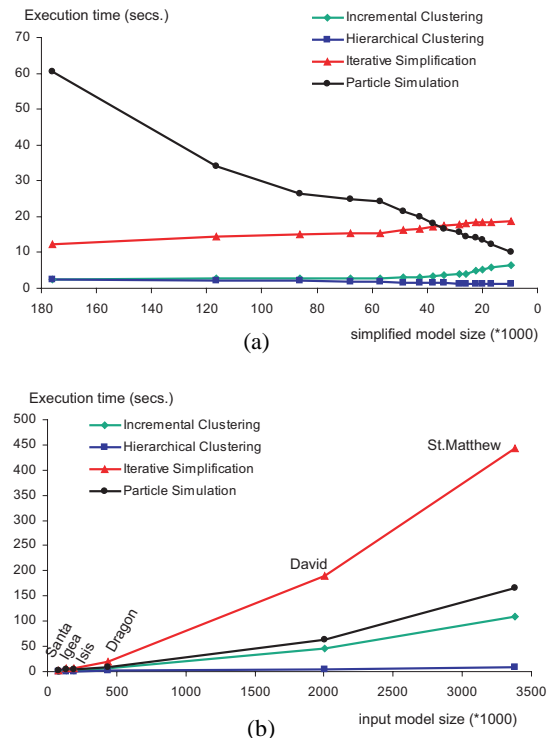 Execution time (secs.)
Incremental Clustering
Hierarchical Clustering
Iterative Simplification
Particle Simulation
70
60
50
40
30
20
10
0
180 160 140 120 100 80 60 40 20 0
simplified model size (*1000)
(a)
Execution time (secs.)
Incremental Clustering
Hierarchical Clustering
Iterative Simplification
Particle Simulation
500
450
400
350
300
250
200
150
100
50
0
St.Matthew
David
Santa
Igea
Isis
Dragon
0 500 1000 1500 2000 2500 3000 3500
input model size (*1000)
(b)